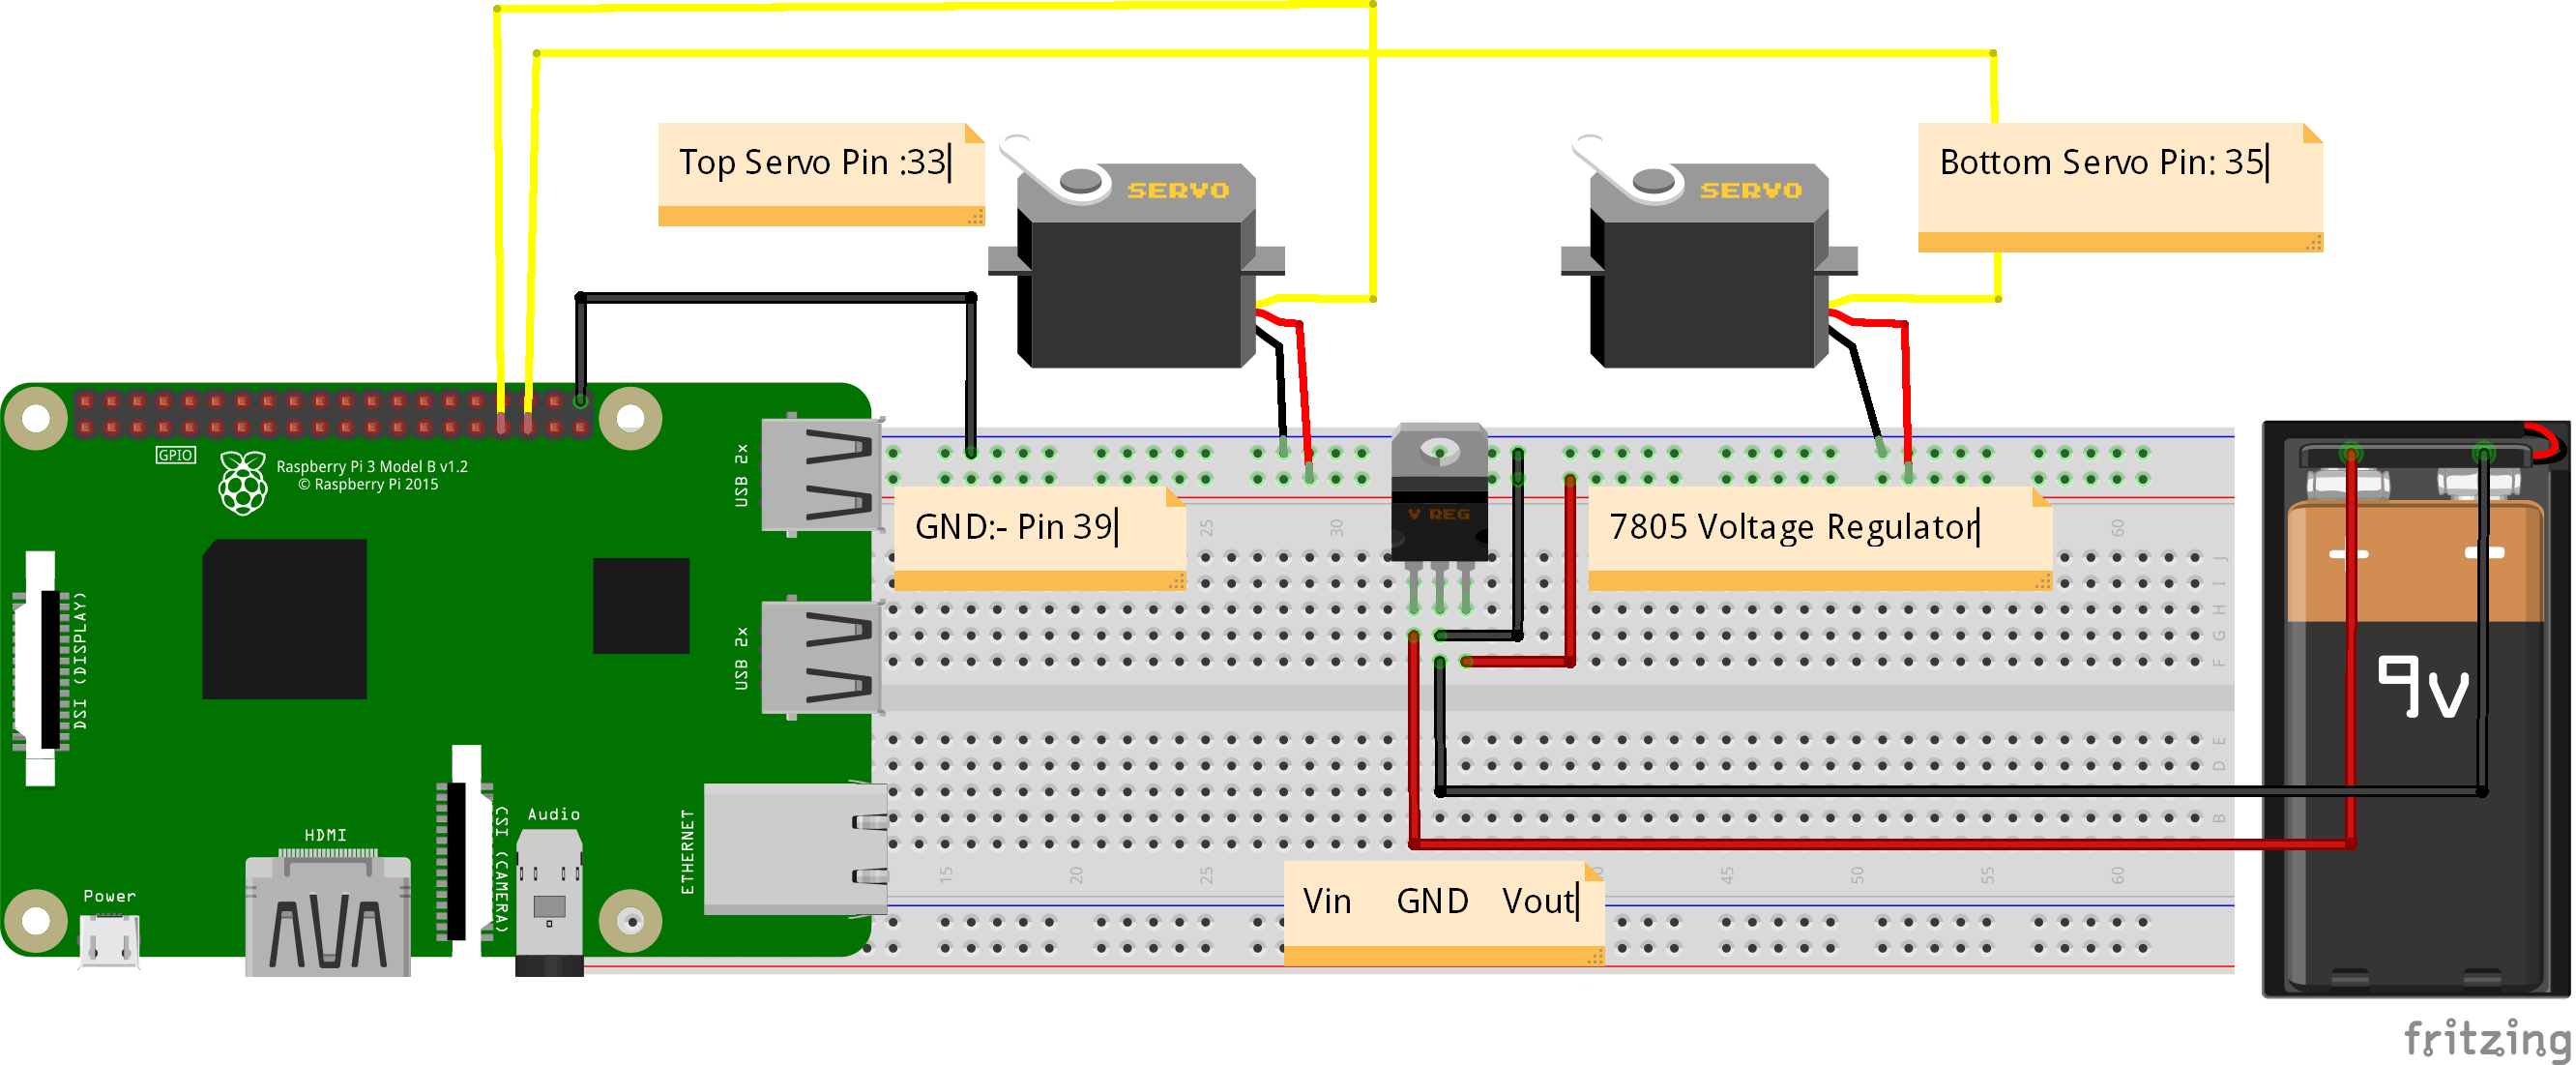 Top Servo Pin :33
SERVO
SERVO
Bottom Servo Pin: 35
GPIO
Raspberry Pi 3 Model B v1.2
© Raspberry Pi 2015
USB 2x
USB 2x
GND:- Pin 39
V REG
7805 Voltage Regulator
25
30
60
J
I
H
G
F
E
D
B
+
-
9v
DSI (DISPLAY)
CSI (CAMERA)
Audio
HDMI
ETHERNET
Power
15
20
25
45
50
55
60
Vin GND Vout
fritzing